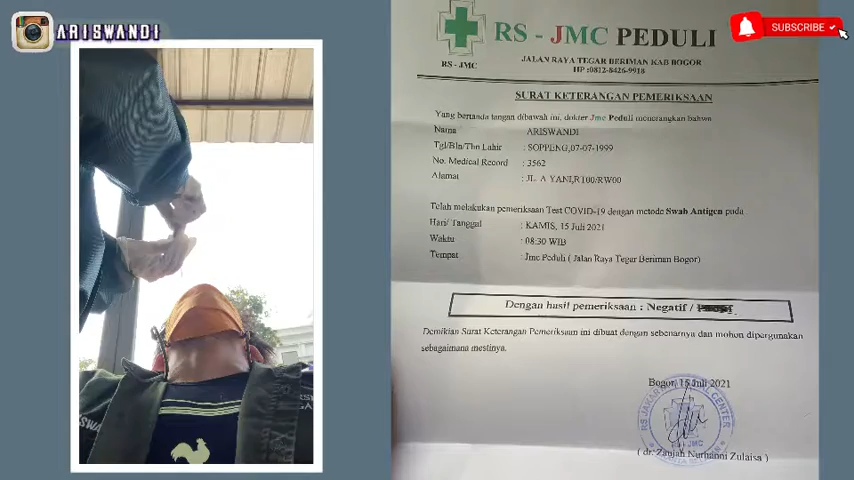 ARISWANDI
SUBSCRIBE
RS - JMC PEDULI
RS - JMC
JALAN RAYA TEGAR BERIMAN KAB BOGOR
HP :0812-8426-9918
SURAT KETERANGAN PEMERIKSAAN
Yang bertanda tangan dibawah ini, dokter Jmc Peduli menerangkan bahwa
Nama ARISWANDI
Tgl/Bln/Thn Lahir : SOPPENG,07-07-1999
No. Medical Record : 3562
Alamat : JL. A YANI,R100/RW00
Telah melakukan pemeriksaan Test COVID-19 dengan metode Swab Antigen pada
Hari/ Tanggal : KAMIS, 15 Juli 2021
Waktu : 08:30 WIB
Tempat : Jmc Peduli ( Jalan Raya Tegar Beriman Bogor)
Dengan hasil pemeriksaan : Negatif /
Demikian Surat Keterangan Pemeriksaan ini dibuat dengan sebenarnya dan mohon dipergunakan
sebagaimana mestinya.
Bogor, 15 Juli 2021
RS-JMC
( dr. Zaujah Nurhanni Zulaisa )